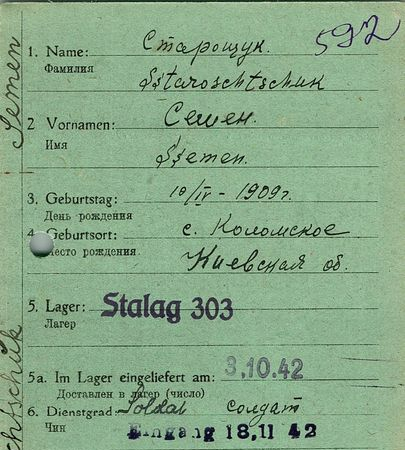 592
1. Name: Старощук.
Фамилия Sstaroschtschuk
2 Vornamen: Семен.
Имя Ssemen.
3. Geburtstag: 10/IV - 1909 г.
День рождения
4. Geburtsort: с. Коломское
Место рождения Киевская об.
5. Lager: Stalag 303
Лагер
5a. Im Lager eingeliefert am: 3.10.42
Доставлен в лагер (число)
6. Dienstgrad: Soldat солдат
Чин Eingang 18.11 42
Semen
chtschuk